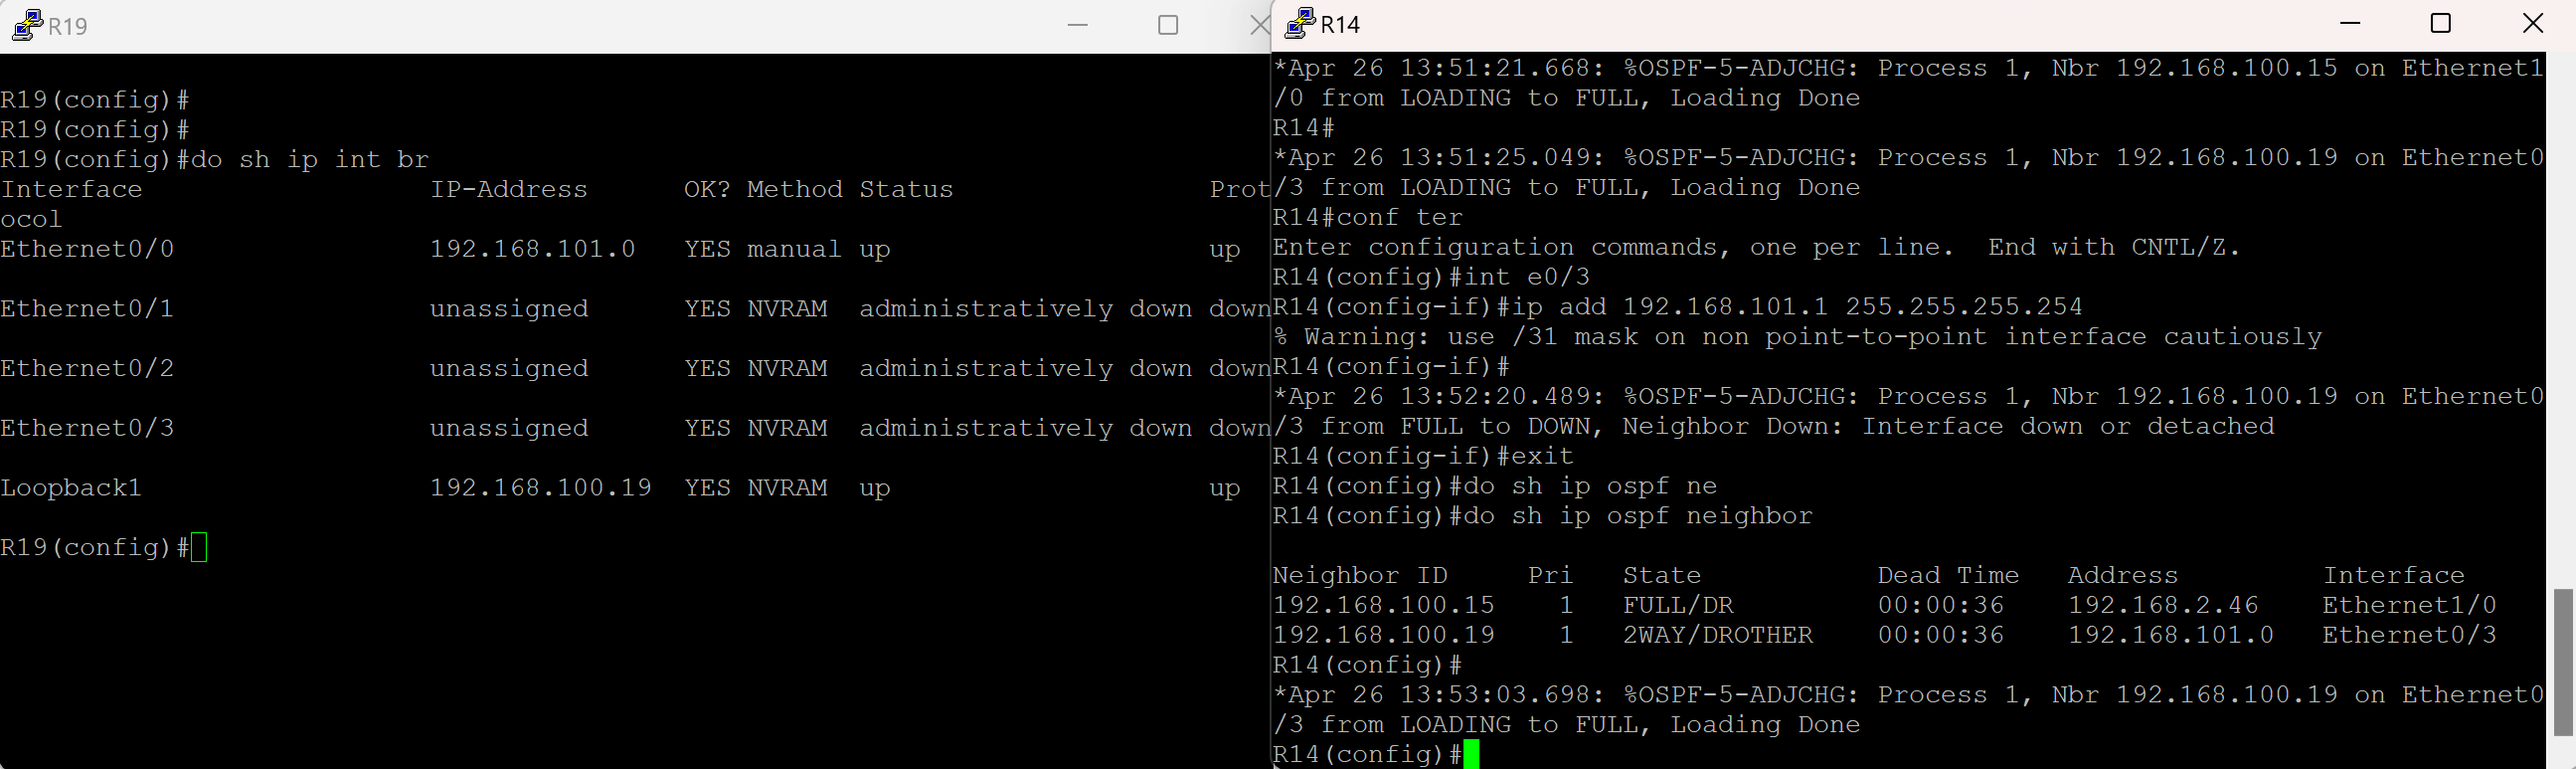 R19
R19(config)#
R19(config)#
R19(config)#do sh ip int br
Interface                  IP-Address      OK? Method Status                Prot
ocol
Ethernet0/0                192.168.101.0   YES manual up                    up
Ethernet0/1                unassigned      YES NVRAM  administratively down down
Ethernet0/2                unassigned      YES NVRAM  administratively down down
Ethernet0/3                unassigned      YES NVRAM  administratively down down
Loopback1                  192.168.100.19  YES NVRAM  up                    up
R19(config)#
R14
*Apr 26 13:51:21.668: %OSPF-5-ADJCHG: Process 1, Nbr 192.168.100.15 on Ethernet1
/0 from LOADING to FULL, Loading Done
R14#
*Apr 26 13:51:25.049: %OSPF-5-ADJCHG: Process 1, Nbr 192.168.100.19 on Ethernet0
/3 from LOADING to FULL, Loading Done
R14#conf ter
Enter configuration commands, one per line.  End with CNTL/Z.
R14(config)#int e0/3
R14(config-if)#ip add 192.168.101.1 255.255.255.254
% Warning: use /31 mask on non point-to-point interface cautiously
R14(config-if)#
*Apr 26 13:52:20.489: %OSPF-5-ADJCHG: Process 1, Nbr 192.168.100.19 on Ethernet0
/3 from FULL to DOWN, Neighbor Down: Interface down or detached
R14(config-if)#exit
R14(config)#do sh ip ospf ne
R14(config)#do sh ip ospf neighbor
Neighbor ID     Pri   State           Dead Time   Address         Interface
192.168.100.15    1   FULL/DR         00:00:36    192.168.2.46    Ethernet1/0
192.168.100.19    1   2WAY/DROTHER    00:00:36    192.168.101.0   Ethernet0/3
R14(config)#
*Apr 26 13:53:03.698: %OSPF-5-ADJCHG: Process 1, Nbr 192.168.100.19 on Ethernet0
/3 from LOADING to FULL, Loading Done
R14(config)#